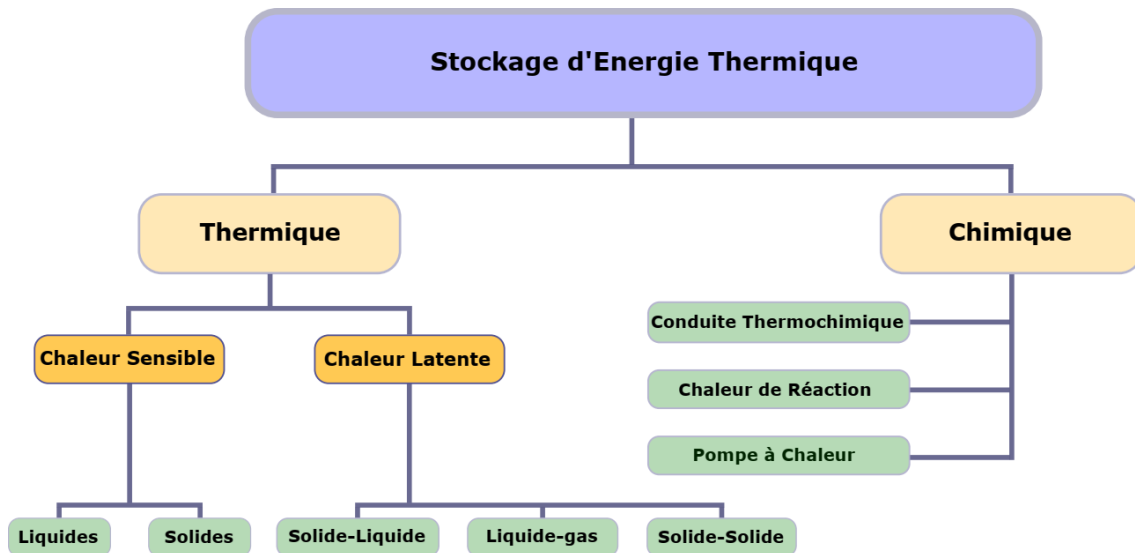 Stockage d'Energie Thermique
Thermique
Chimique
Conduite Thermochimique
Chaleur Sensible
Chaleur Latente
Chaleur de Réaction
Pompe à Chaleur
Liquides
Solides
Solide-Liquide
Liquide-gas
Solide-Solide